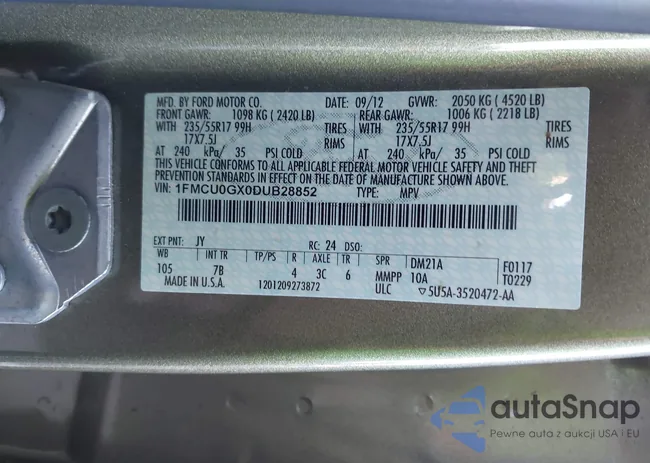 MFD. BY FORD MOTOR CO.
DATE: 09/12 GVWR: 2050 KG ( 4520 LB)
FRONT GAWR: 1098 KG ( 2420 LB) REAR GAWR: 1006 KG ( 2218 LB)
WITH 235/55R17 99H TIRES WITH 235/55R17 99H TIRES
17X7.5J RIMS 17X7.5J RIMS
AT 240 kPa/ 35 PSI COLD AT 240 kPa/ 35 PSI COLD
THIS VEHICLE CONFORMS TO ALL APPLICABLE FEDERAL MOTOR VEHICLE SAFETY AND THEFT
PREVENTION STANDARDS IN EFFECT ON THE DATE OF MANUFACTURE SHOWN ABOVE.
VIN: 1FMCU0GX0DUB28852 TYPE: MPV
EXT PNT: JY RC: 24 DSO:
WB INT TR TP/PS R AXLE TR SPR DM21A F0117
105 7B 4 3C 6 MMPP 10A T0229
MADE IN U.S.A. 1201209273872 ULC ▽5U5A-3520472-AA
autaSnap
Pewne auta z aukcji USA i EU